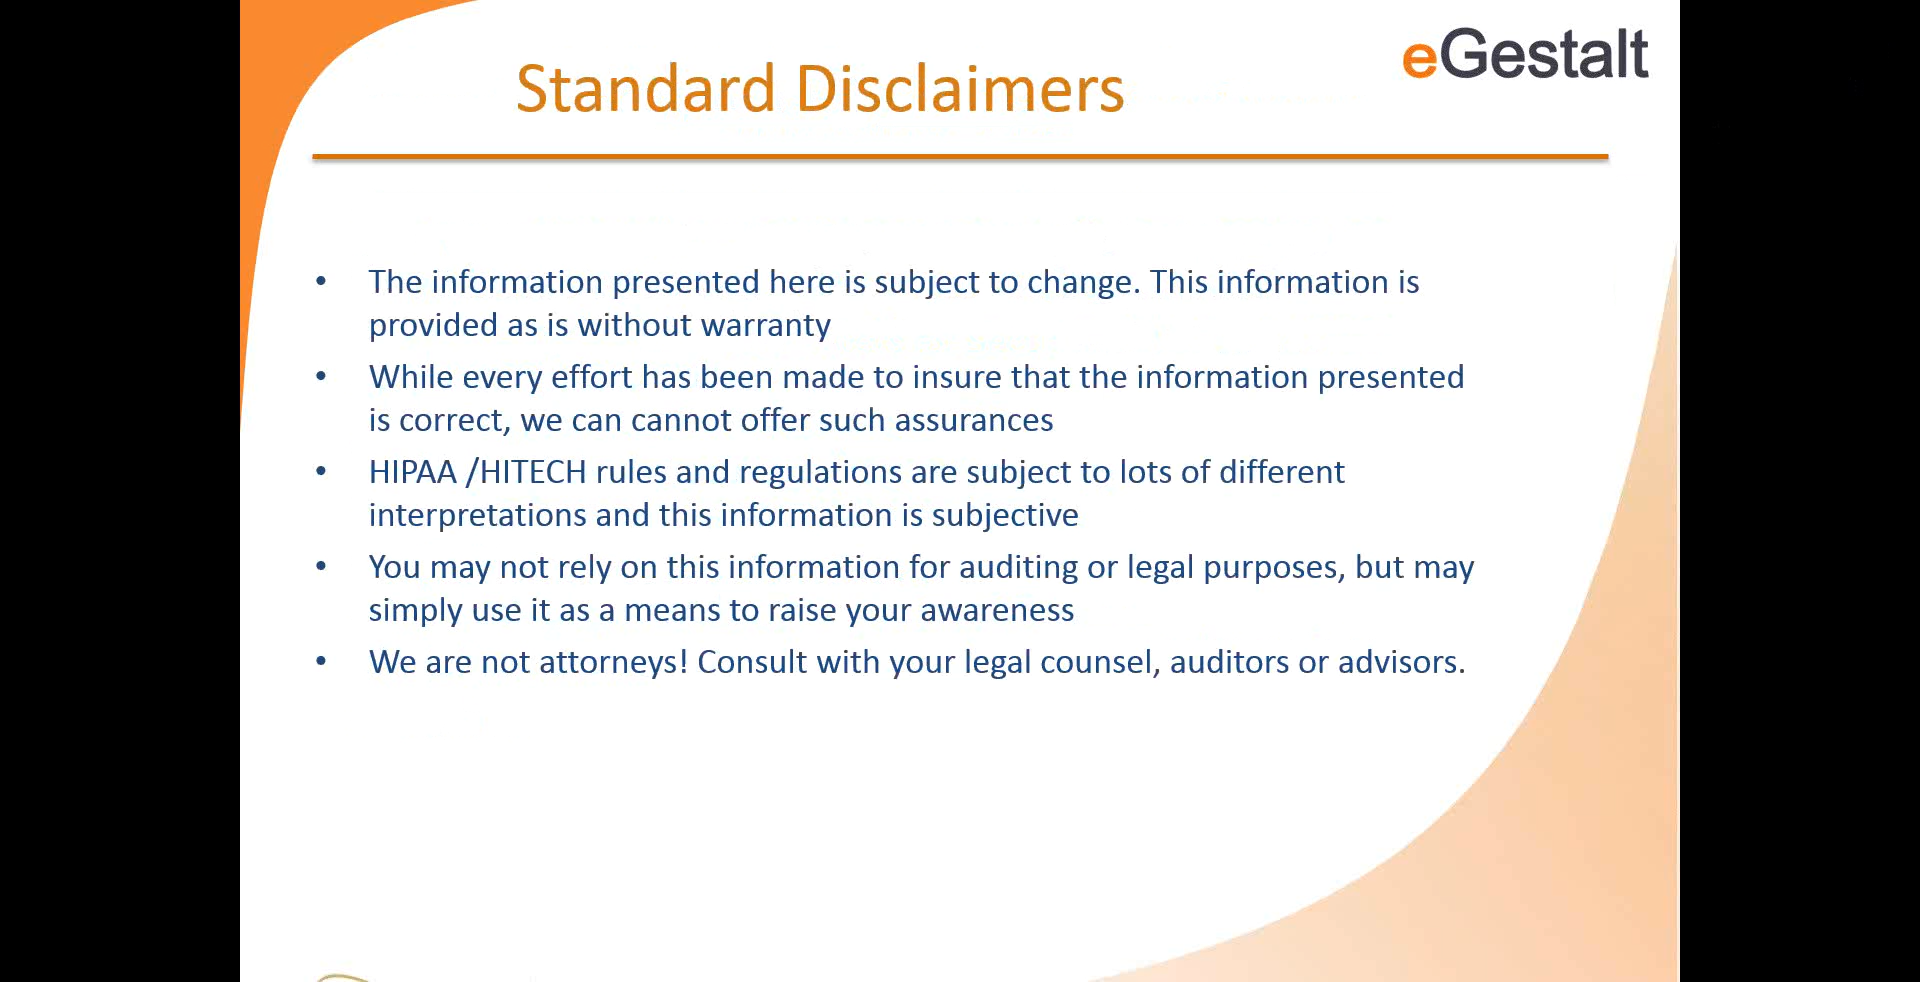 eGestalt
Standard Disclaimers
• The information presented here is subject to change. This information is
provided as is without warranty
• While every effort has been made to insure that the information presented
is correct, we can cannot offer such assurances
• HIPAA /HITECH rules and regulations are subject to lots of different
interpretations and this information is subjective
• You may not rely on this information for auditing or legal purposes, but may
simply use it as a means to raise your awareness
• We are not attorneys! Consult with your legal counsel, auditors or advisors.